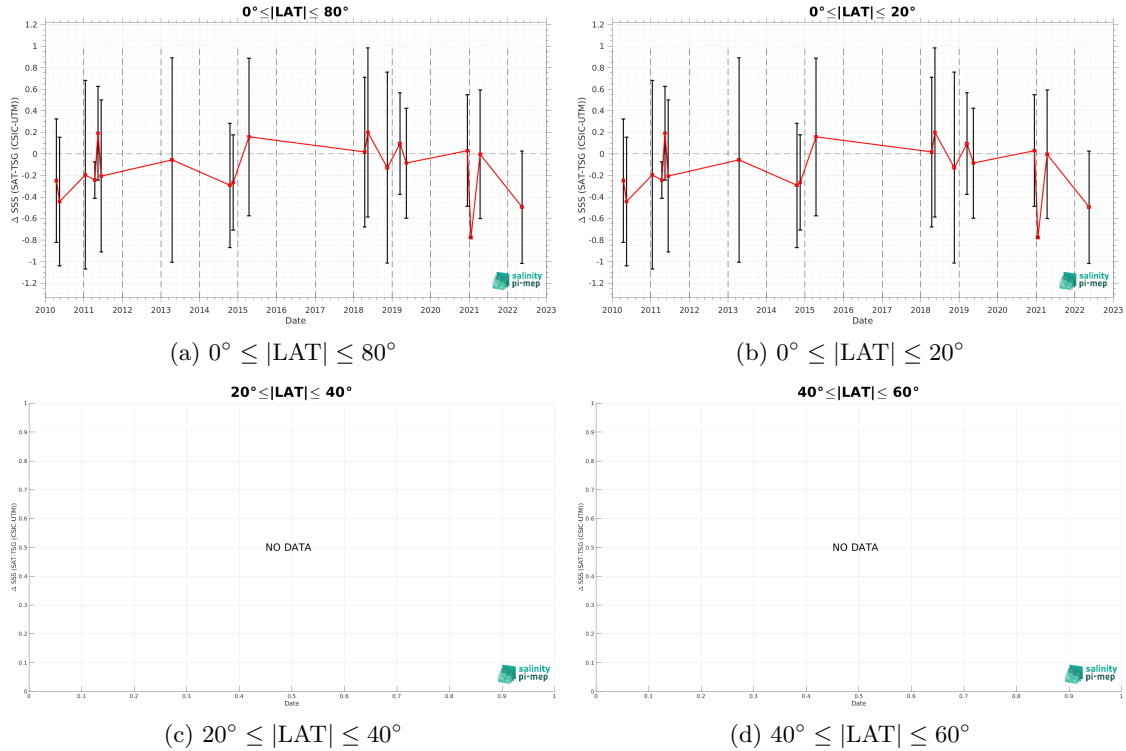 0°≤|LAT|≤ 80°
1.2
1
0.8
0.6
0.4
0.2
0
-0.2
-0.4
-0.6
-0.8
-1
-1.2
Δ SSS (SAT-TSG (CSIC-UTM))
2010 2011 2012 2013 2014 2015 2016 2017 2018 2019 2020 2021 2022 2023
Date
salinity
pi-mep
(a) 0° ≤ |LAT| ≤ 80°
0°≤|LAT|≤ 20°
1.2
1
0.8
0.6
0.4
0.2
0
-0.2
-0.4
-0.6
-0.8
-1
-1.2
Δ SSS (SAT-TSG (CSIC-UTM))
2010 2011 2012 2013 2014 2015 2016 2017 2018 2019 2020 2021 2022 2023
Date
salinity
pi-mep
(b) 0° ≤ |LAT| ≤ 20°
20°≤|LAT|≤ 40°
1
0.9
0.8
0.7
0.6
0.5
0.4
0.3
0.2
0.1
0
Δ SSS (SAT-TSG (CSIC-UTM))
NO DATA
0 0.1 0.2 0.3 0.4 0.5 0.6 0.7 0.8 0.9 1
Date
salinity
pi-mep
(c) 20° ≤ |LAT| ≤ 40°
40°≤|LAT|≤ 60°
1
0.9
0.8
0.7
0.6
0.5
0.4
0.3
0.2
0.1
0
Δ SSS (SAT-TSG (CSIC-UTM))
NO DATA
0 0.1 0.2 0.3 0.4 0.5 0.6 0.7 0.8 0.9 1
Date
salinity
pi-mep
(d) 40° ≤ |LAT| ≤ 60°